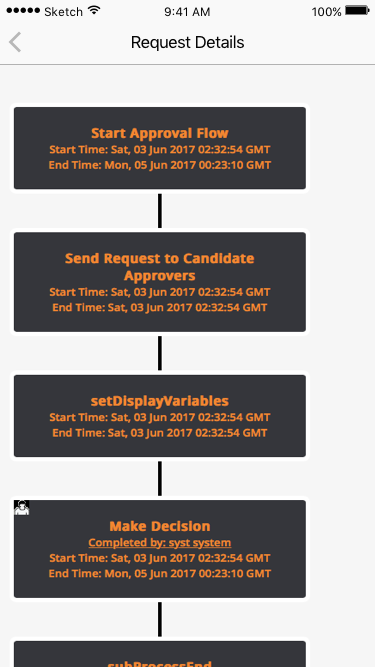 Sketch 9:41 AM 100%
Request Details
Start Approval Flow
Start Time: Sat, 03 Jun 2017 02:32:54 GMT
End Time: Mon, 05 Jun 2017 00:23:10 GMT
Send Request to Candidate
Approvers
Start Time: Sat, 03 Jun 2017 02:32:54 GMT
End Time: Sat, 03 Jun 2017 02:32:54 GMT
setDisplayVariables
Start Time: Sat, 03 Jun 2017 02:32:54 GMT
End Time: Sat, 03 Jun 2017 02:32:54 GMT
Make Decision
Completed by: syst system
Start Time: Sat, 03 Jun 2017 02:32:54 GMT
End Time: Mon, 05 Jun 2017 00:23:10 GMT
subProcessEnd